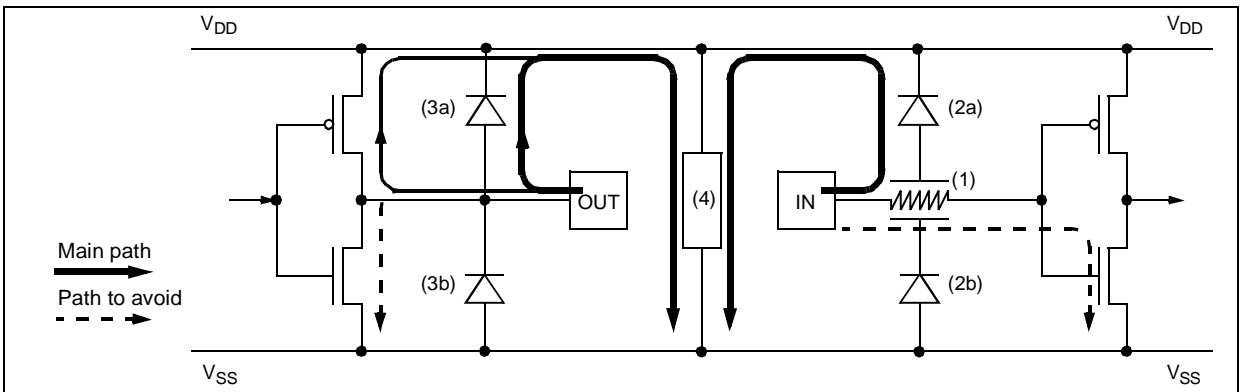 VDD
VDD
(3a)
(2a)
(1)
OUT
(4)
IN
Main path
Path to avoid
(3b)
(2b)
VSS
VSS